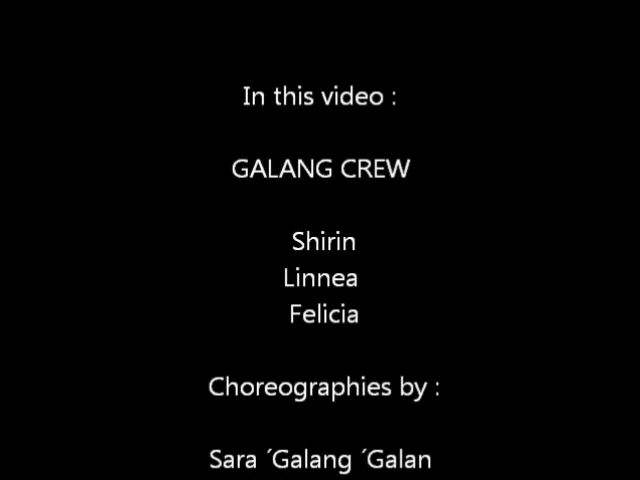 In this video :
GALANG CREW
Shirin
Linnea
Felicia
Choreographies by :
Sara ´Galang ´Galan